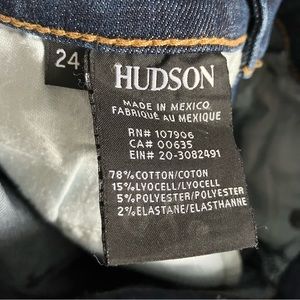 24
HUDSON
MADE IN MEXICO
FABRIQUÉ AU MEXIQUE
RN# 107906
CA# 00635
EIN# 20-3082491
78% COTTON/COTON
15% LYOCELL/LYOCELL
5% POLYESTER/POLYESTER
2% ELASTANE/ELASTHANNE